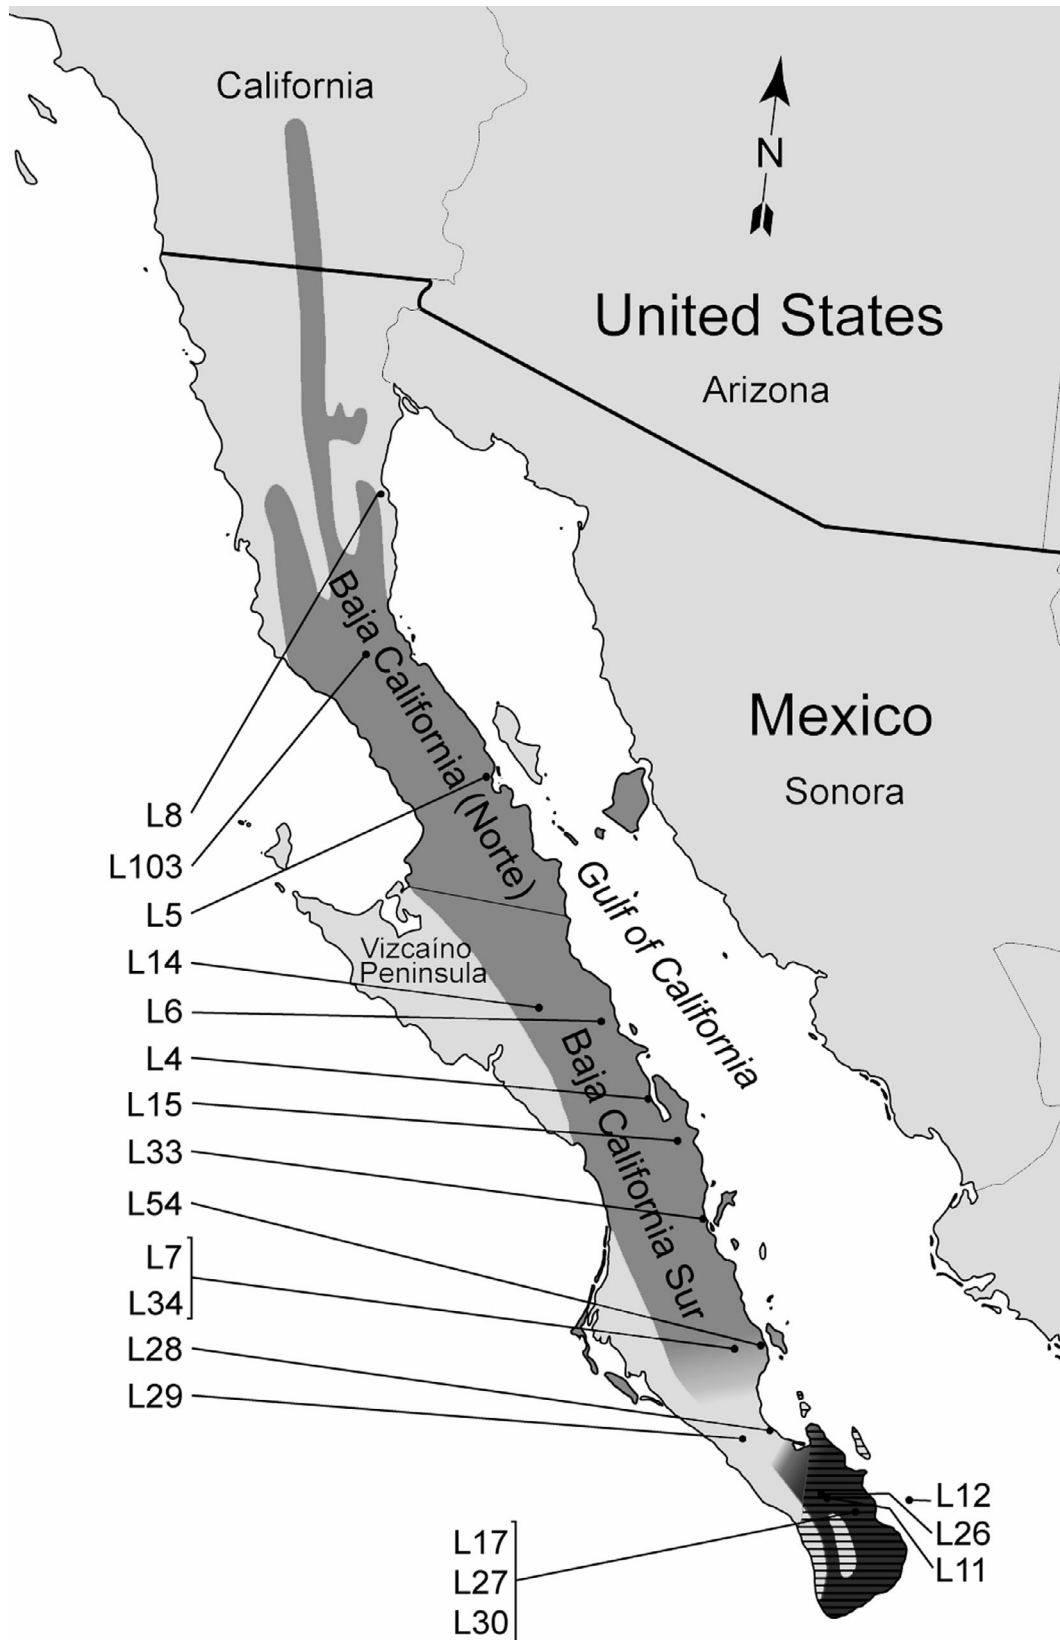 California
N
United States
Arizona
Baja California (Norte)
Mexico
Sonora
Gulf of California
L8
L103
L5
L14
Vizcaíno
Peninsula
L6
L4
Baja California Sur
L15
L33
L54
L7
L34
L28
L29
L12
L26
L11
L17
L27
L30